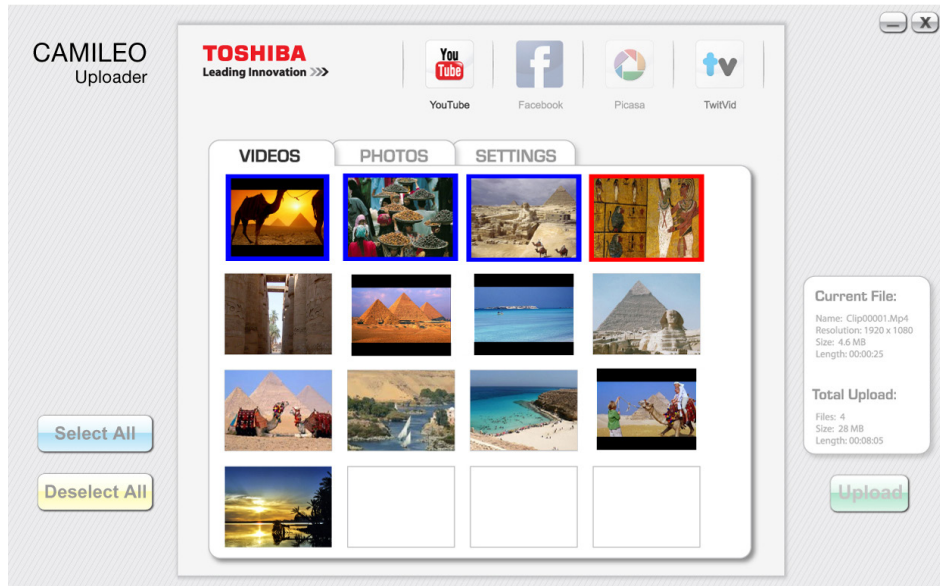 CAMILEO
Uploader
TOSHIBA
Leading Innovation >>>
You
Tube
f
tv
YouTube
Facebook
Picasa
TwitVid
X
VIDEOS
PHOTOS
SETTINGS
Current File:
Name: Clip00001.Mp4
Resolution: 1920 x 1080
Size: 4.6 MB
Length: 00:00:25
Total Upload:
Files: 4
Size: 28 MB
Length: 00:08:05
Select All
Deselect All
Upload